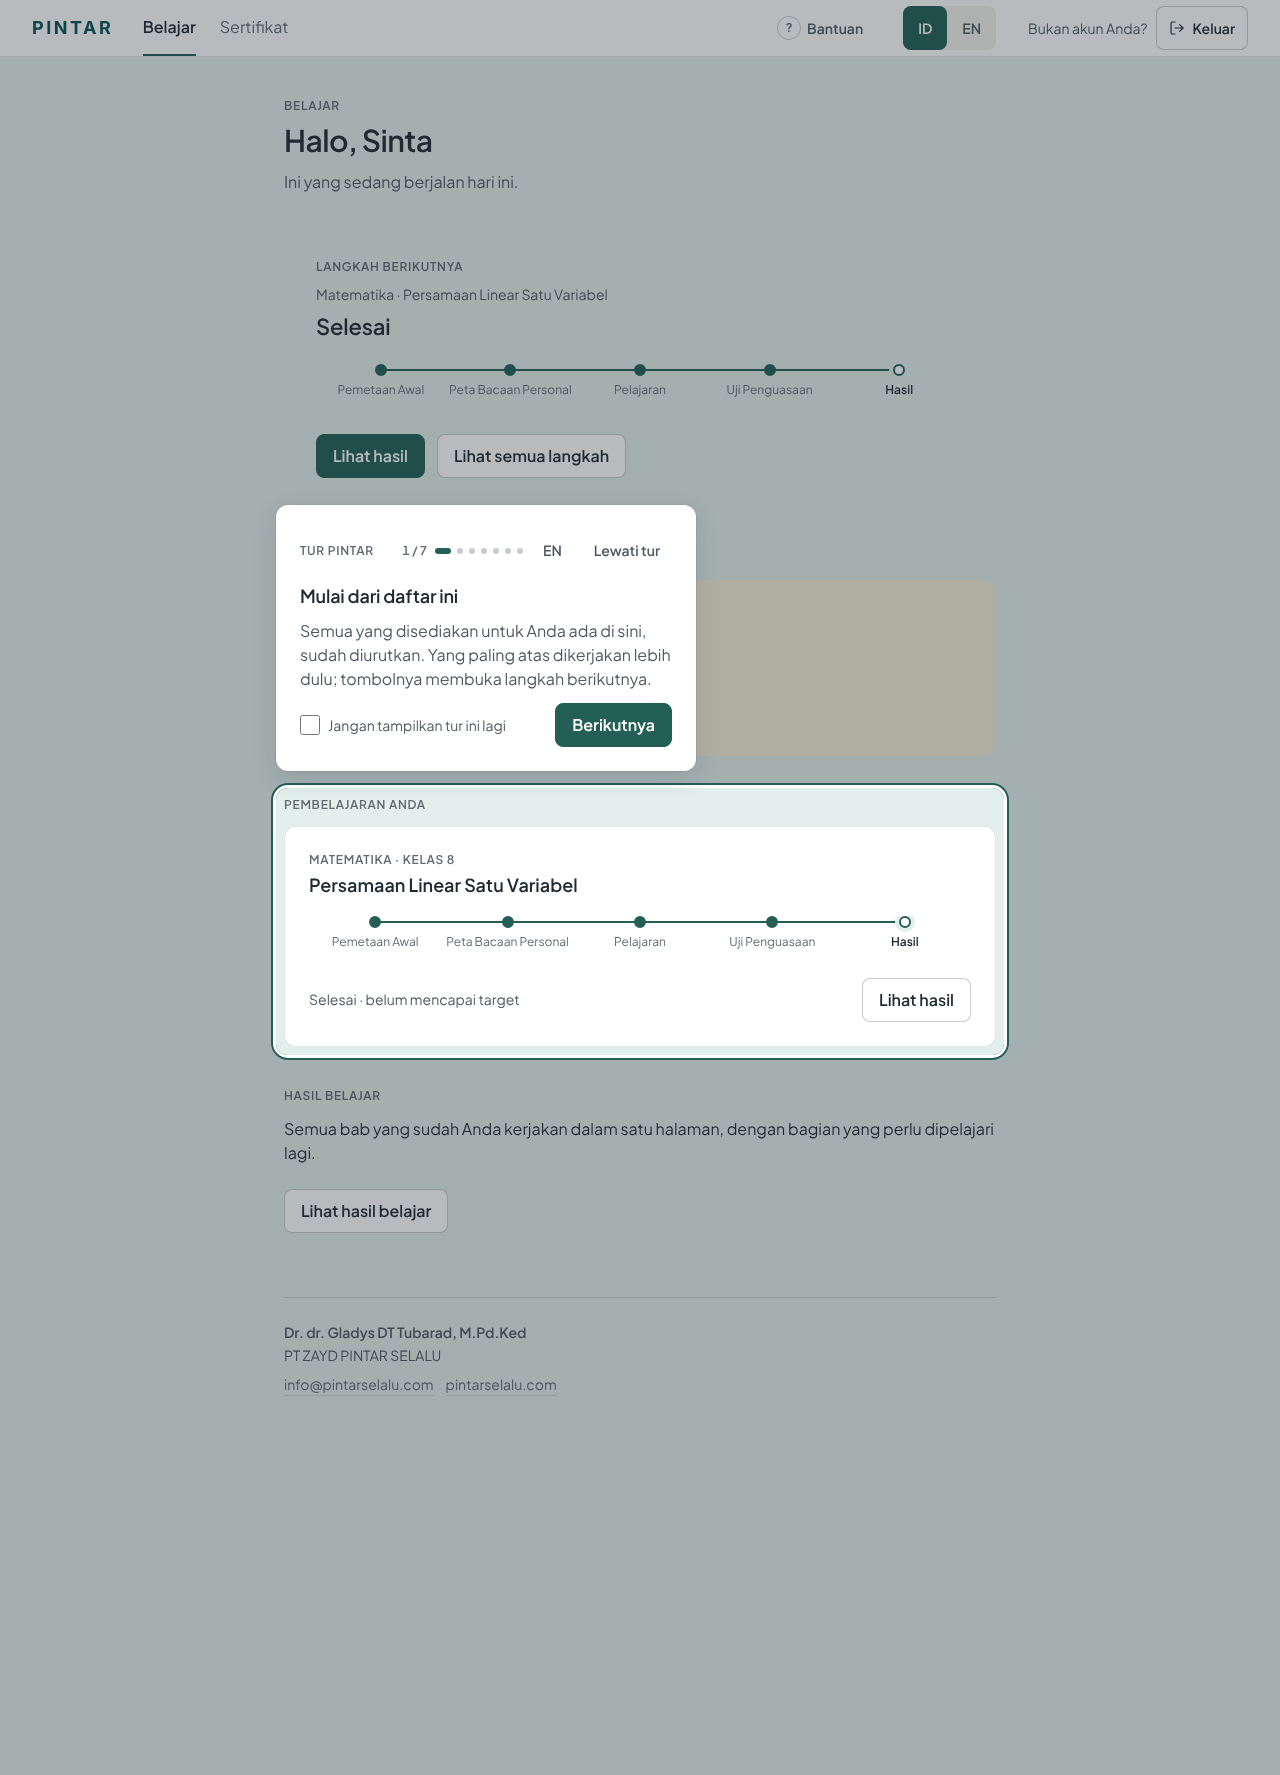 PINTAR
Belajar
Sertifikat
? Bantuan
ID
EN
Bukan akun Anda?
Keluar
BELAJAR
Halo, Sinta
Ini yang sedang berjalan hari ini.
LANGKAH BERIKUTNYA
Matematika · Persamaan Linear Satu Variabel
Selesai
Pemetaan Awal
Peta Bacaan Personal
Pelajaran
Uji Penguasaan
Hasil
Lihat hasil
Lihat semua langkah
TUR PINTAR
1 / 7
EN
Lewati tur
Mulai dari daftar ini
Semua yang disediakan untuk Anda ada di sini,
sudah diurutkan. Yang paling atas dikerjakan lebih
dulu; tombolnya membuka langkah berikutnya.
Jangan tampilkan tur ini lagi
Berikutnya
PEMBELAJARAN ANDA
MATEMATIKA · KELAS 8
Persamaan Linear Satu Variabel
Pemetaan Awal
Peta Bacaan Personal
Pelajaran
Uji Penguasaan
Hasil
Selesai · belum mencapai target
Lihat hasil
HASIL BELAJAR
Semua bab yang sudah Anda kerjakan dalam satu halaman, dengan bagian yang perlu dipelajari
lagi.
Lihat hasil belajar
Dr. dr. Gladys DT Tubarad, M.Pd.Ked
PT ZAYD PINTAR SELALU
info@pintarselalu.com
pintarselalu.com